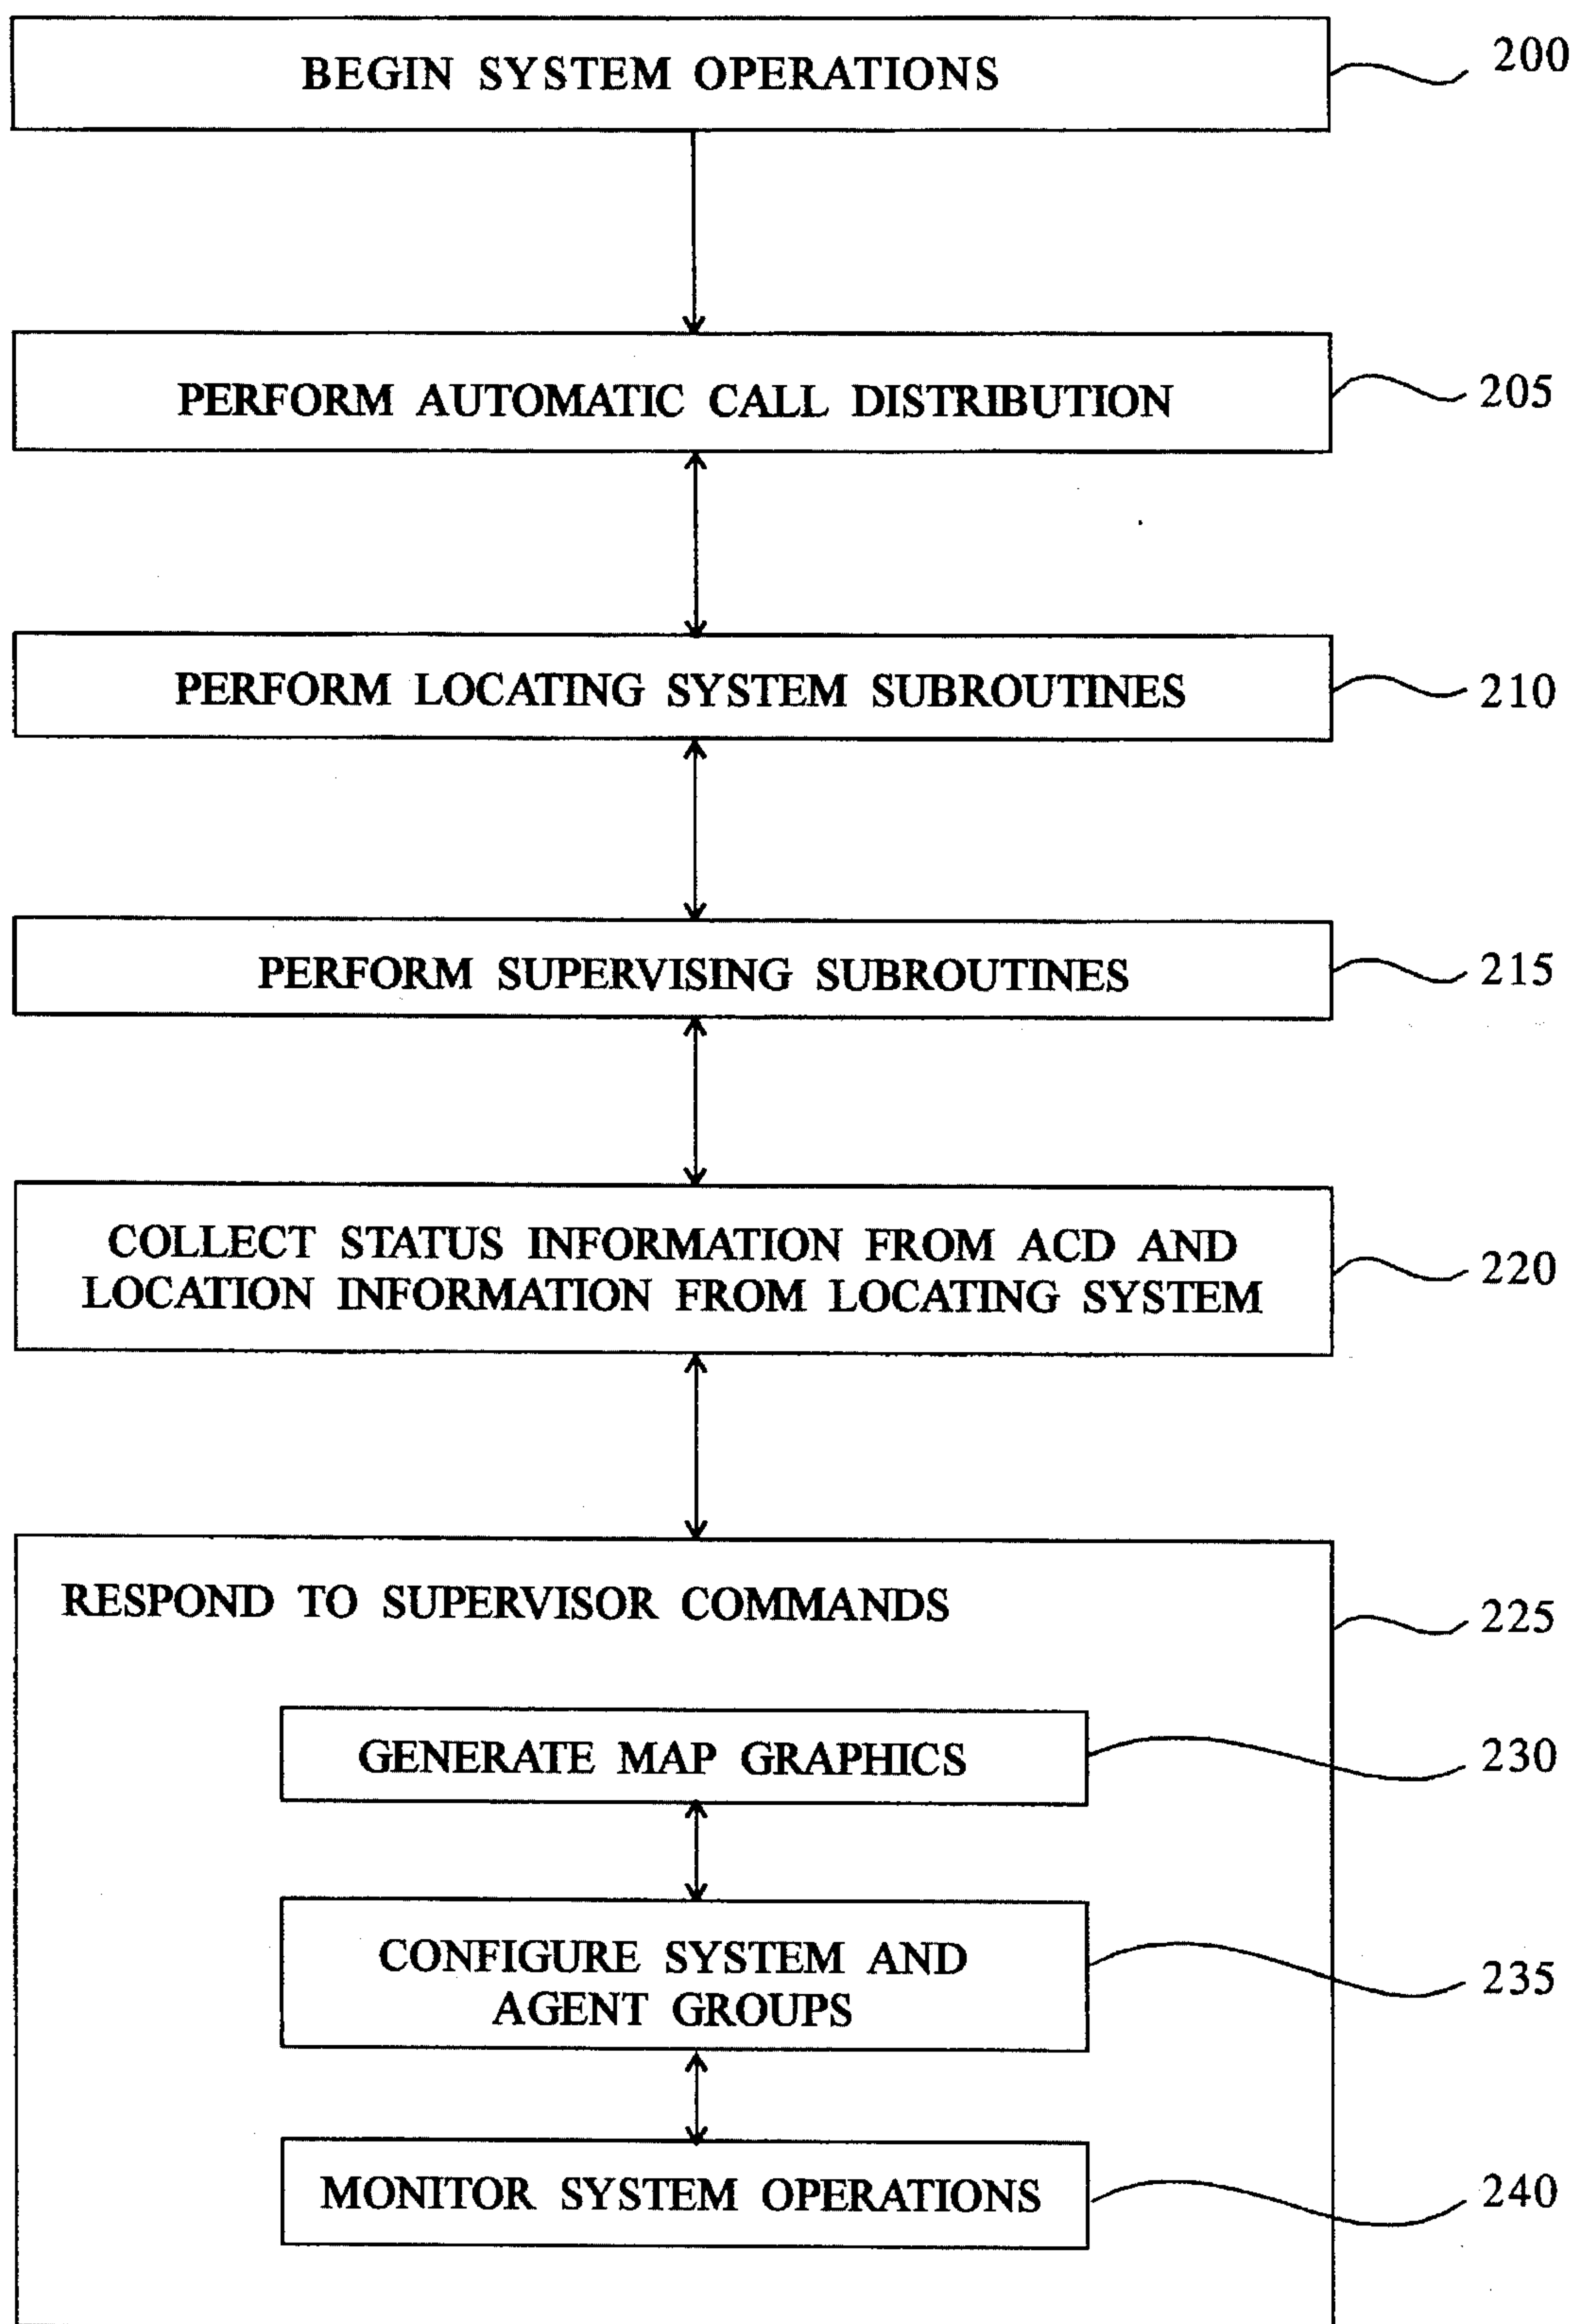 BEGIN SYSTEM OPERATIONS 200
PERFORM AUTOMATIC CALL DISTRIBUTION 205
PERFORM LOCATING SYSTEM SUBROUTINES 210
PERFORM SUPERVISING SUBROUTINES 215
COLLECT STATUS INFORMATION FROM ACD AND
LOCATION INFORMATION FROM LOCATING SYSTEM 220
RESPOND TO SUPERVISOR COMMANDS 225
GENERATE MAP GRAPHICS 230
CONFIGURE SYSTEM AND
AGENT GROUPS 235
MONITOR SYSTEM OPERATIONS 240